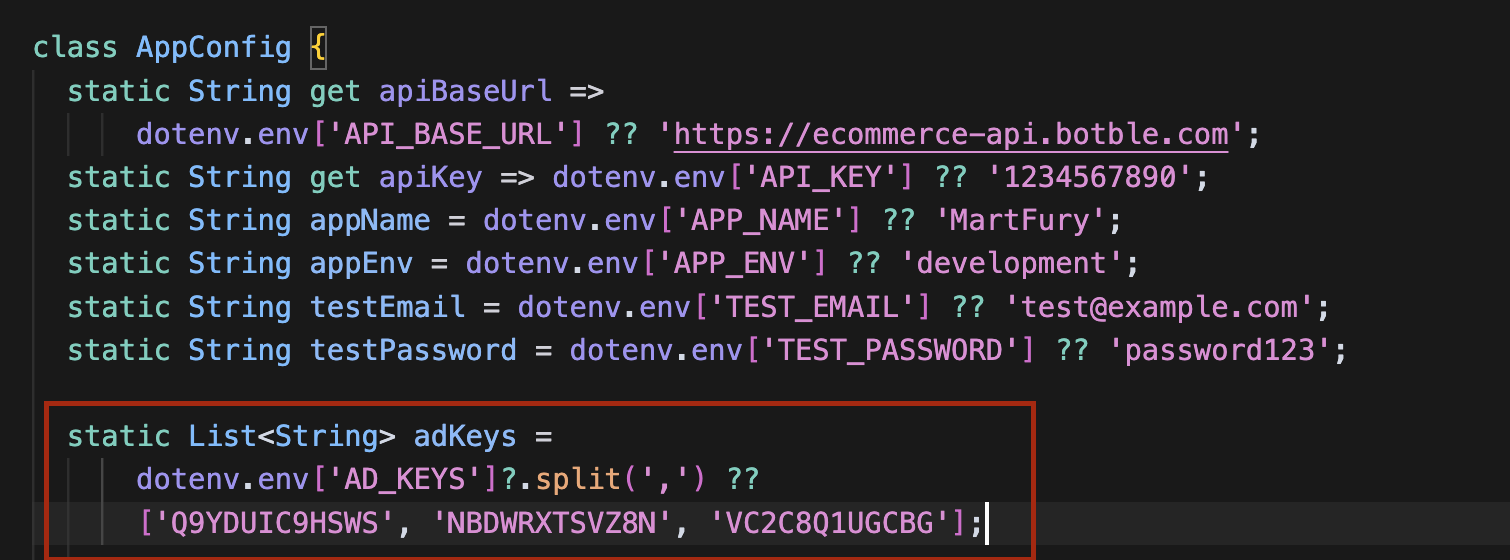 class AppConfig {
static String get apiBaseUrl =>
dotenv.env['API_BASE_URL'] ?? 'https://ecommerce-api.botble.com';
static String get apiKey => dotenv.env['API_KEY'] ?? '1234567890';
static String appName = dotenv.env['APP_NAME'] ?? 'MartFury';
static String appEnv = dotenv.env['APP_ENV'] ?? 'development';
static String testEmail = dotenv.env['TEST_EMAIL'] ?? 'test@example.com';
static String testPassword = dotenv.env['TEST_PASSWORD'] ?? 'password123';
static List<String> adKeys =
dotenv.env['AD_KEYS']?.split(',') ??
['Q9YDUIC9HSWS', 'NBDWRXTSVZ8N', 'VC2C8Q1UGCBG'];